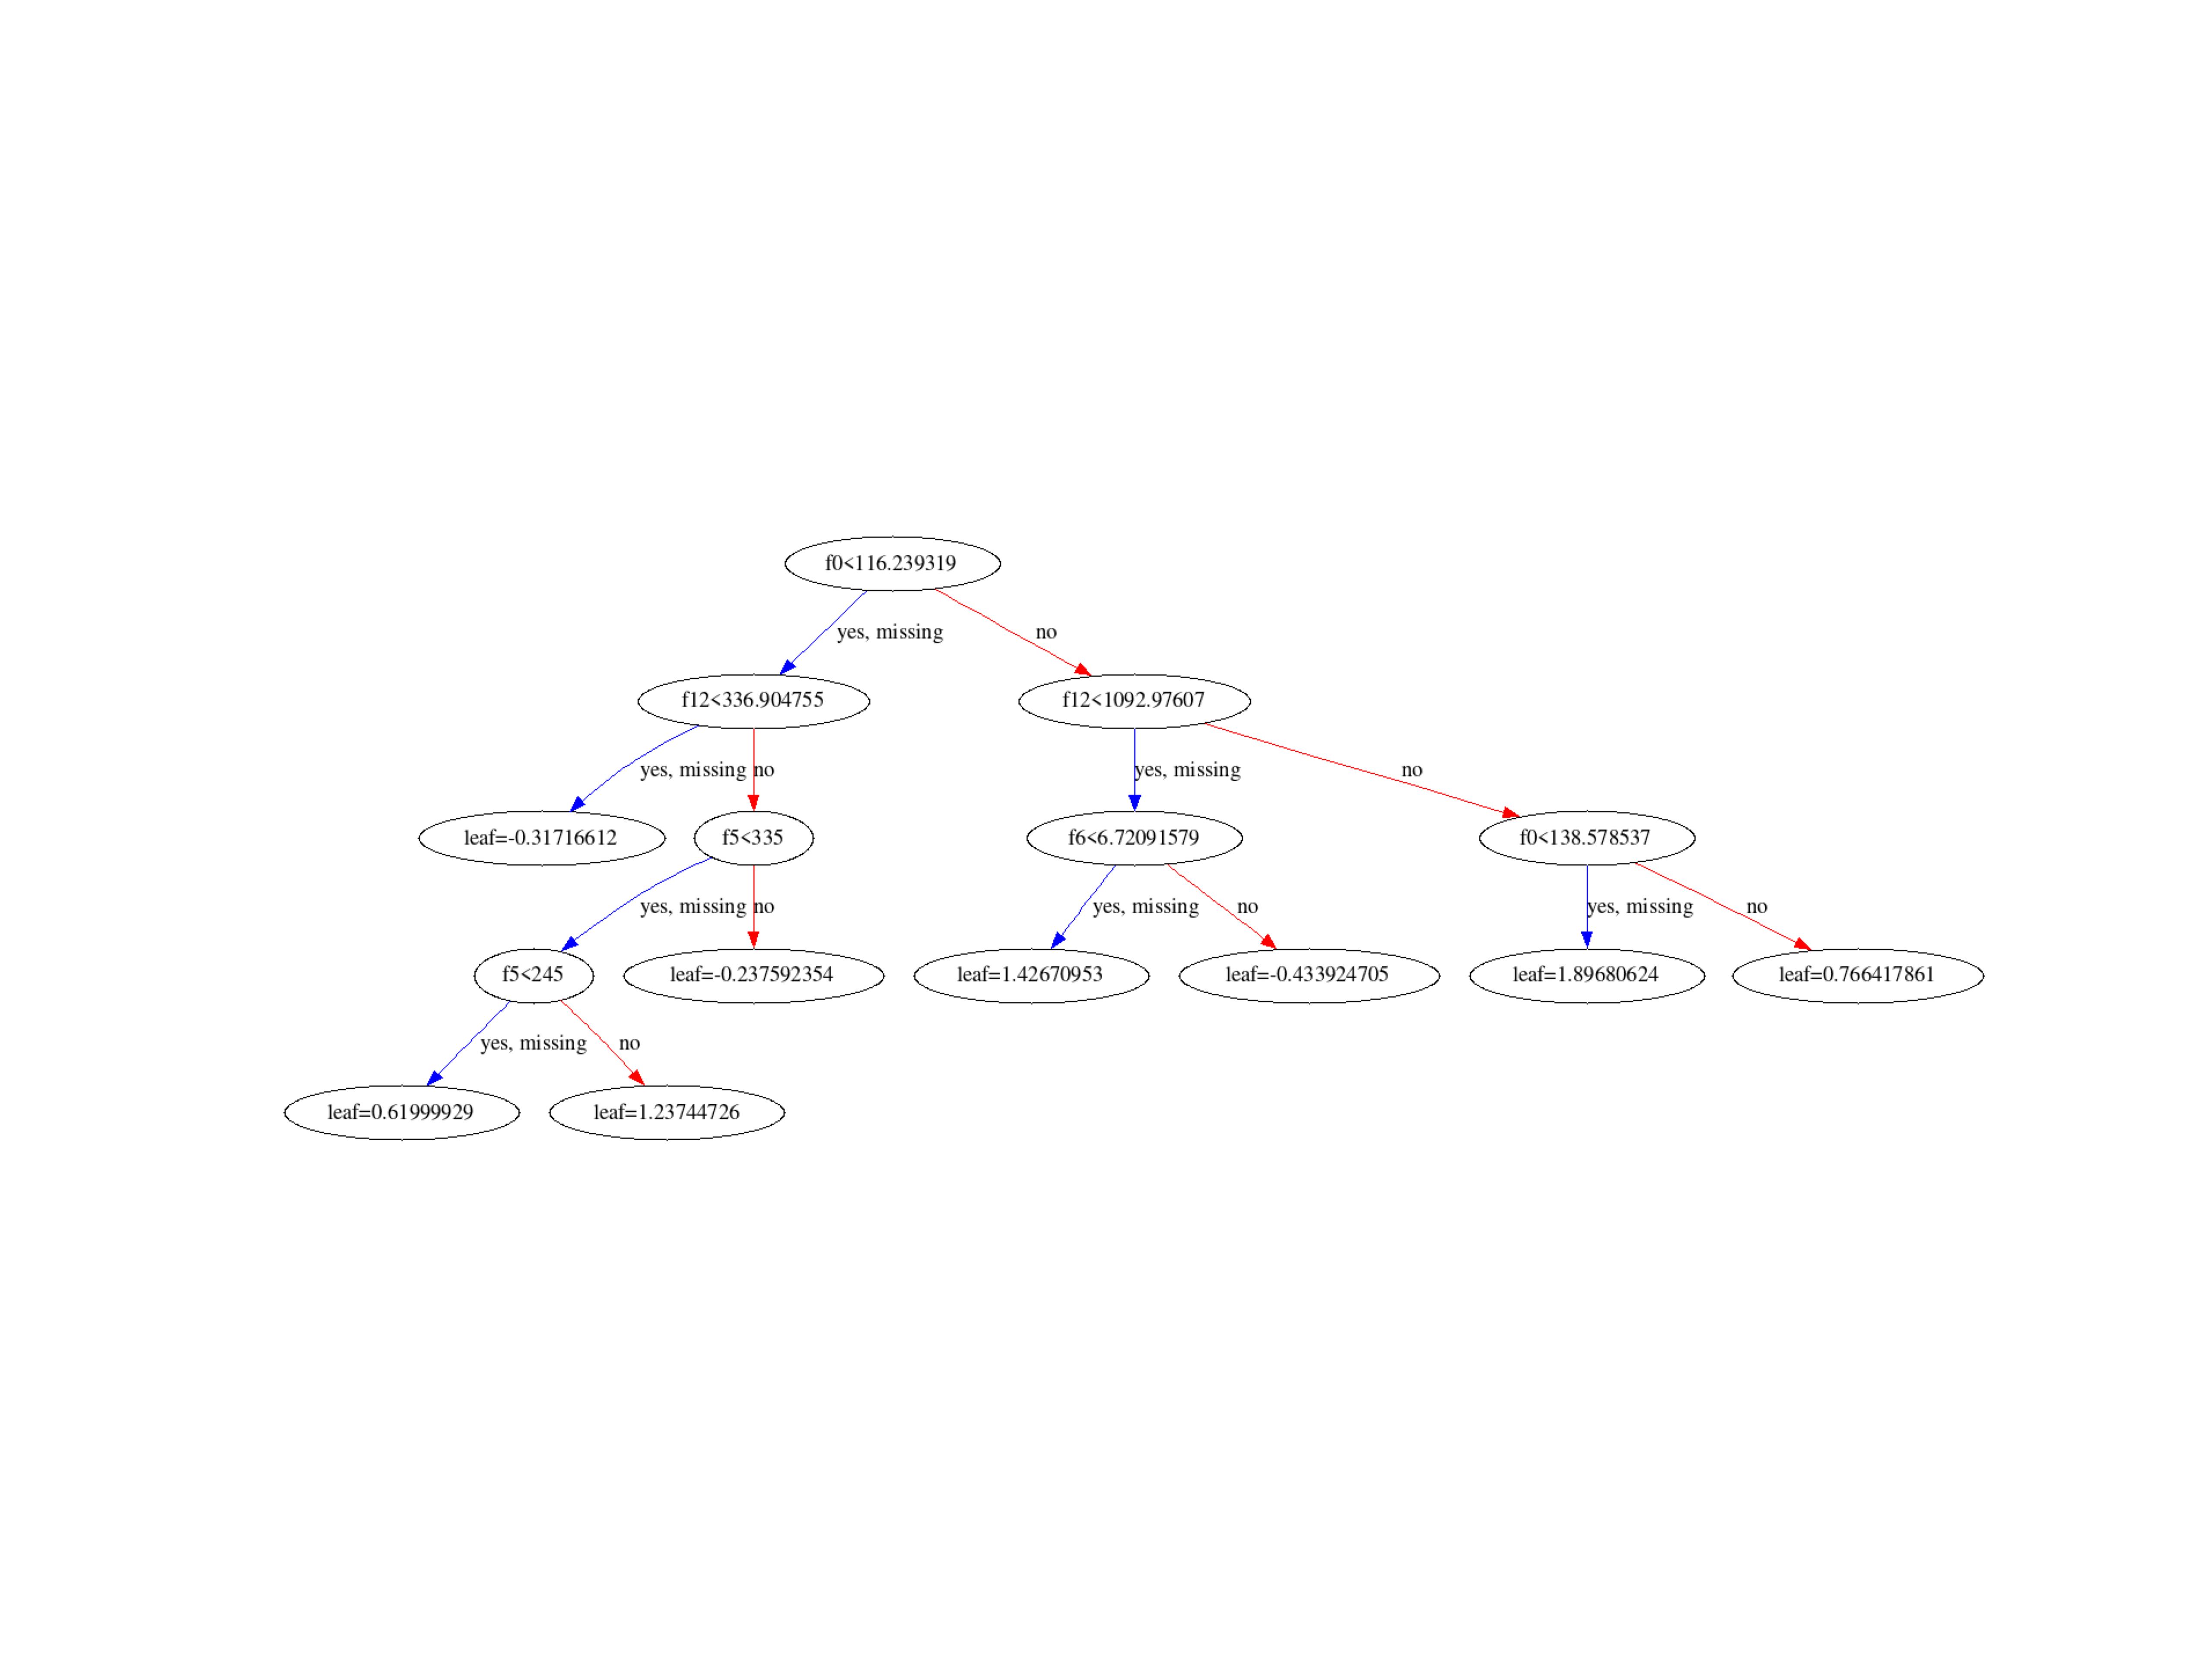 f0<116.239319
yes, missing
no
f12<336.904755
f12<1092.97607
yes, missing
no
yes, missing
no
leaf=-0.31716612
f5<335
f6<6.72091579
f0<138.578537
yes, missing
no
yes, missing
no
yes, missing
no
f5<245
leaf=-0.237592354
leaf=1.42670953
leaf=-0.433924705
leaf=1.89680624
leaf=0.766417861
yes, missing
no
leaf=0.61999929
leaf=1.23744726